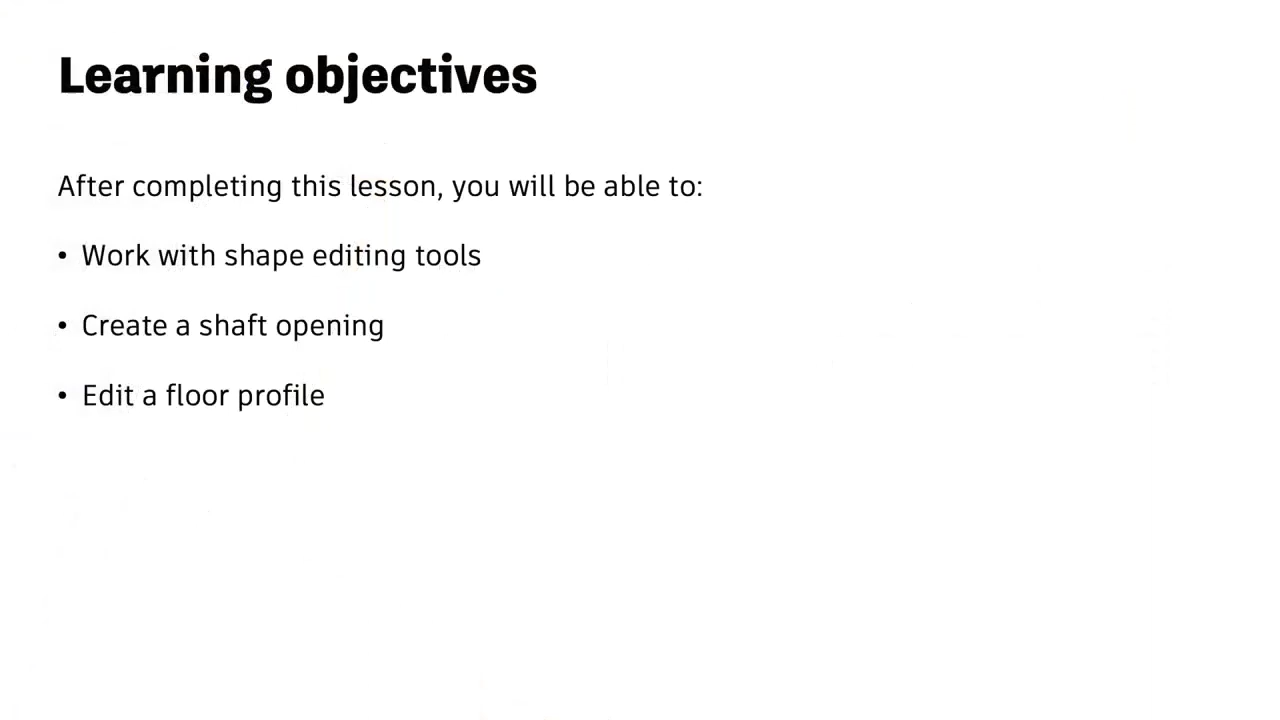 Learning objectives
After completing this lesson, you will be able to:
• Work with shape editing tools
• Create a shaft opening
• Edit a floor profile